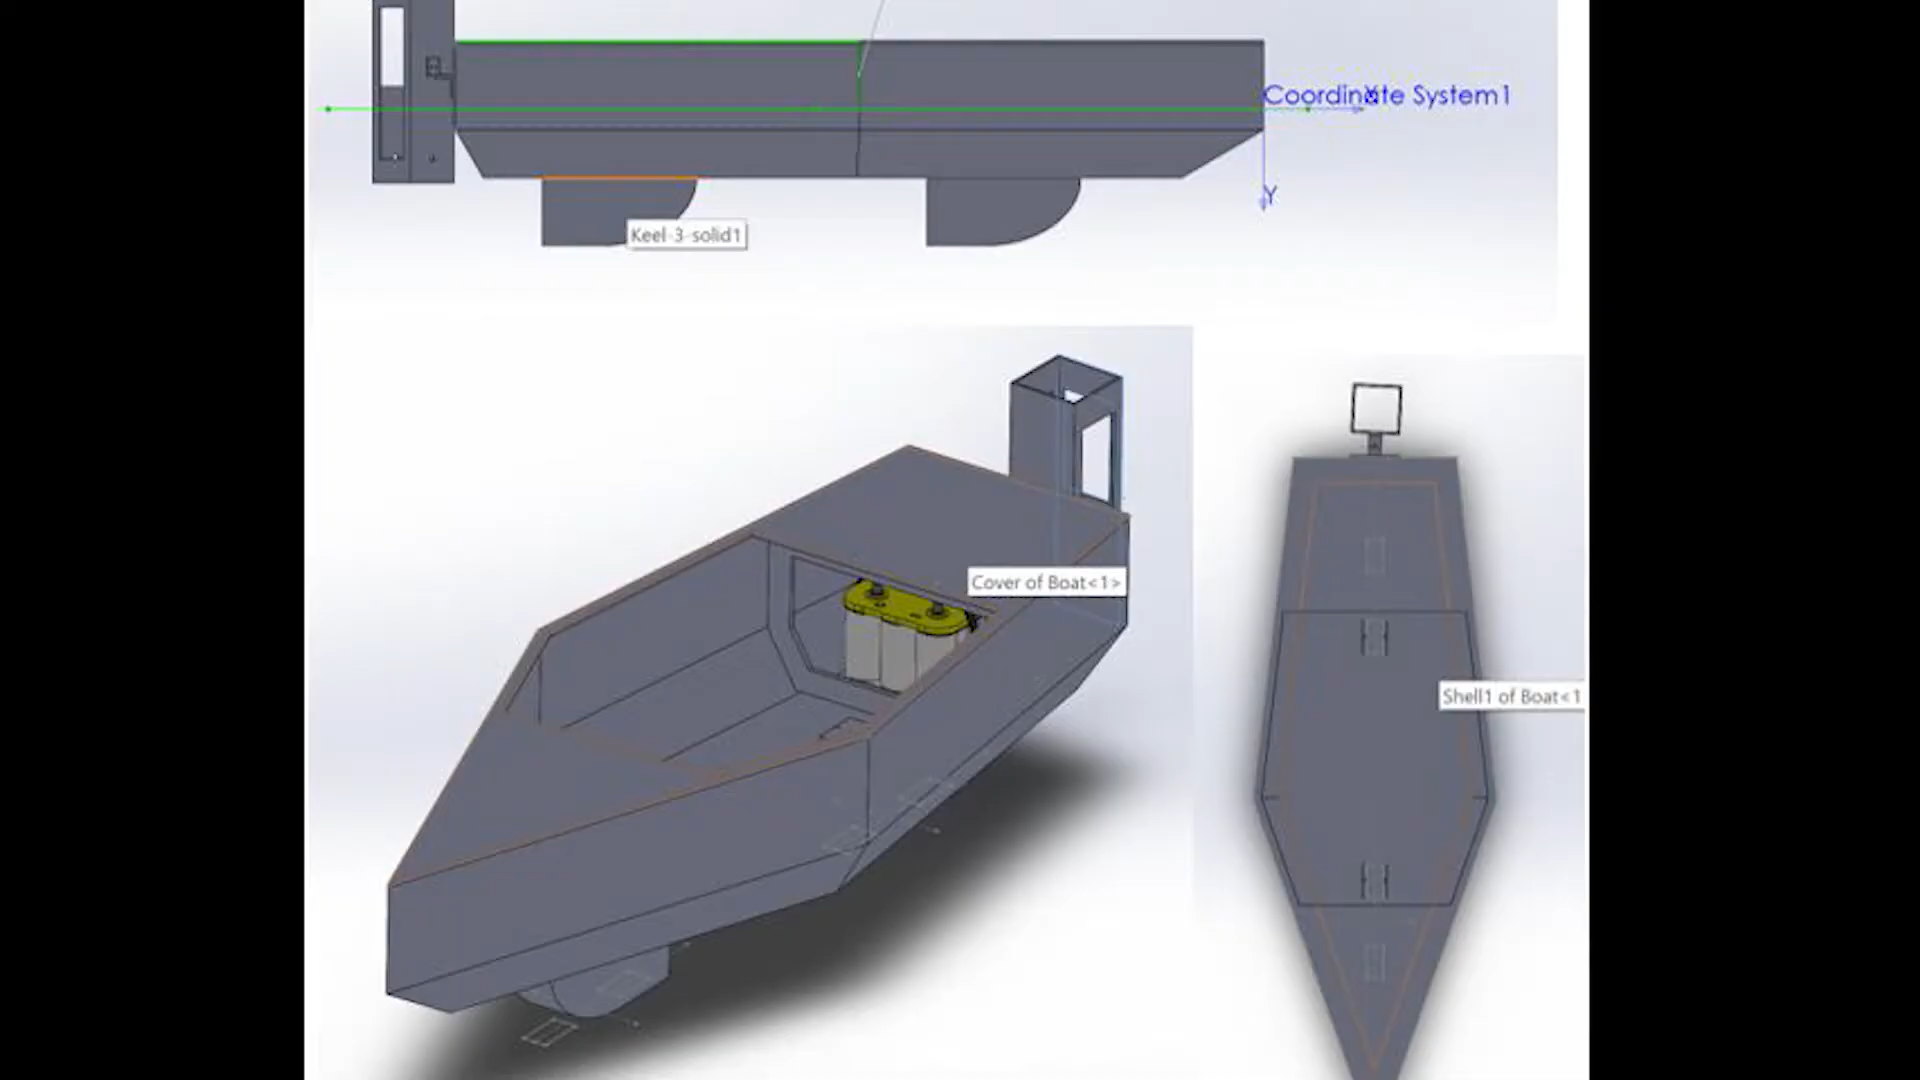 Coordinate System1
Y
Keel-3-solid1
Cover of Boat<1>
Shell1 of Boat<1